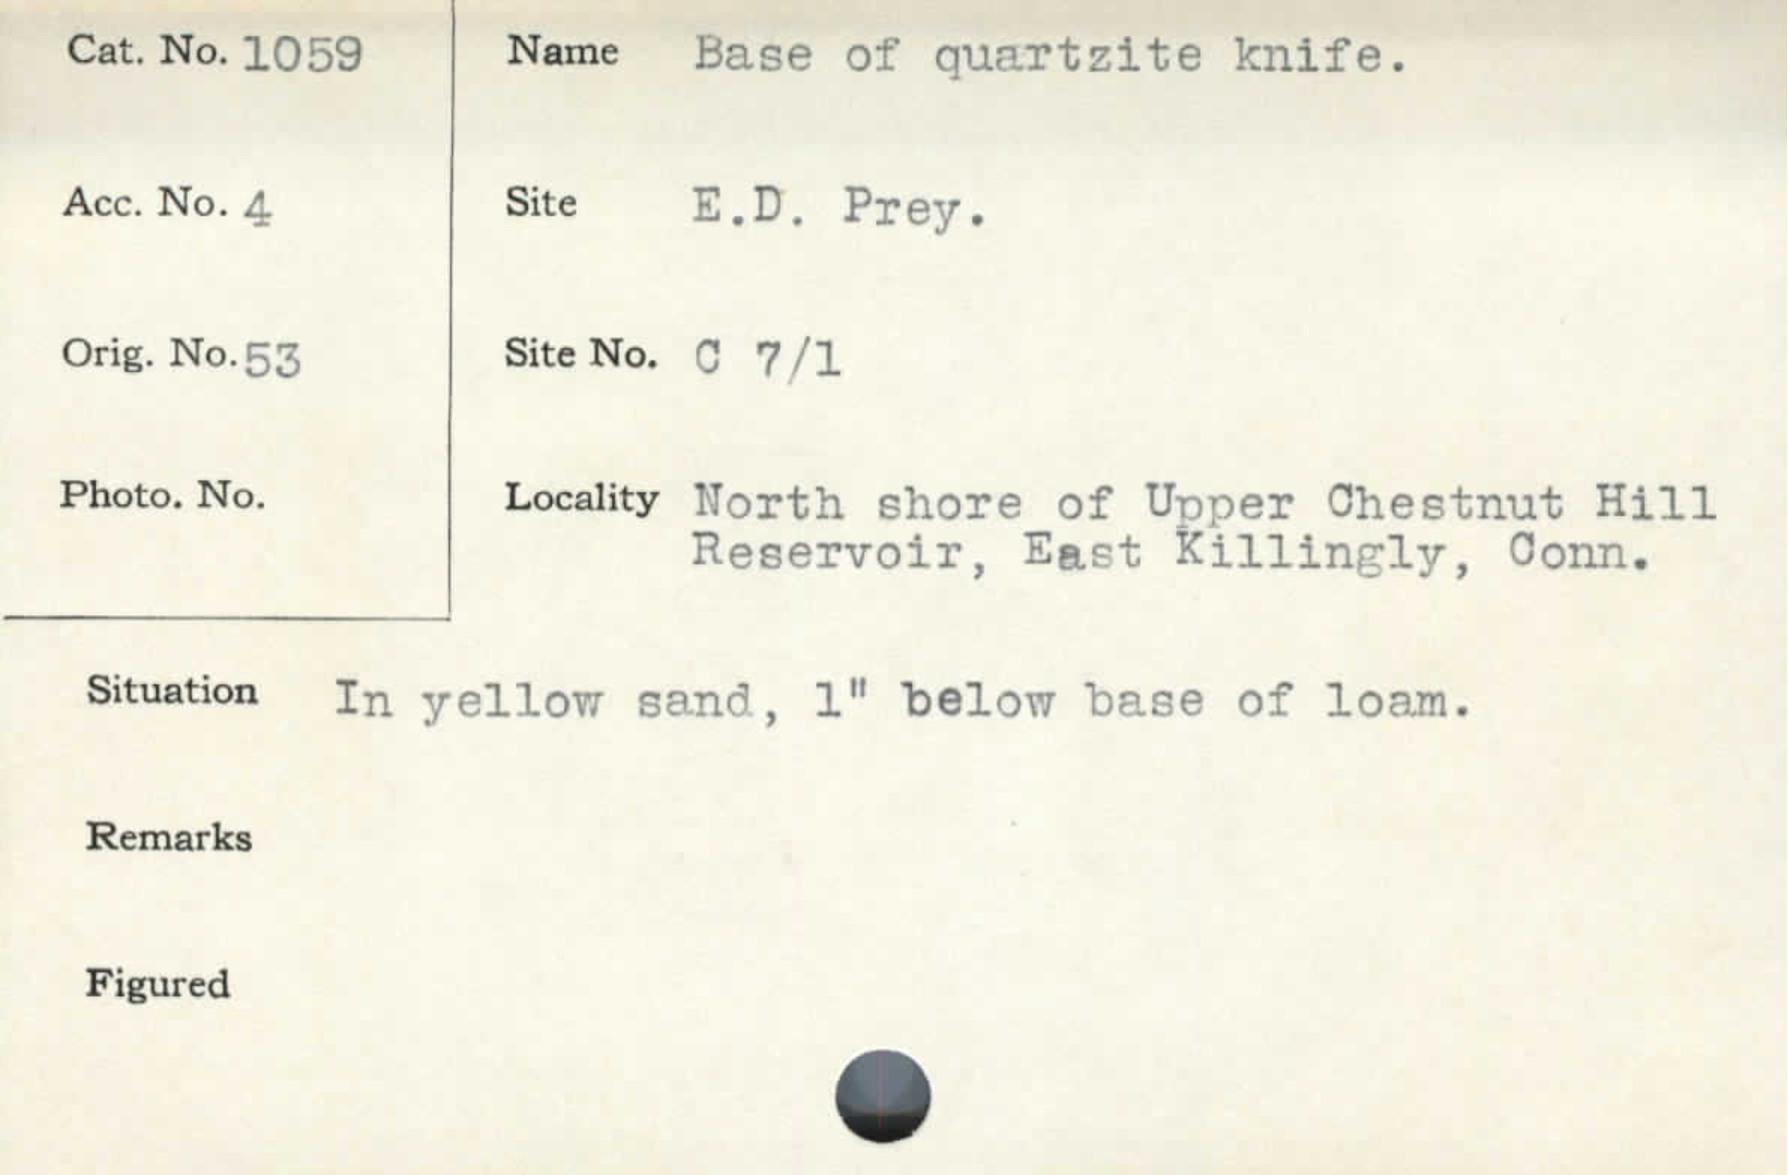 Cat. No. 1059
Name Base of quartzite knife.
Acc. No. 4
Site E.D. Prey.
Orig. No. 53
Site No. C 7/1
Photo. No.
Locality North shore of Upper Chestnut Hill
Reservoir, East Killingly, Conn.
Situation In yellow sand, 1" below base of loam.
Remarks
Figured